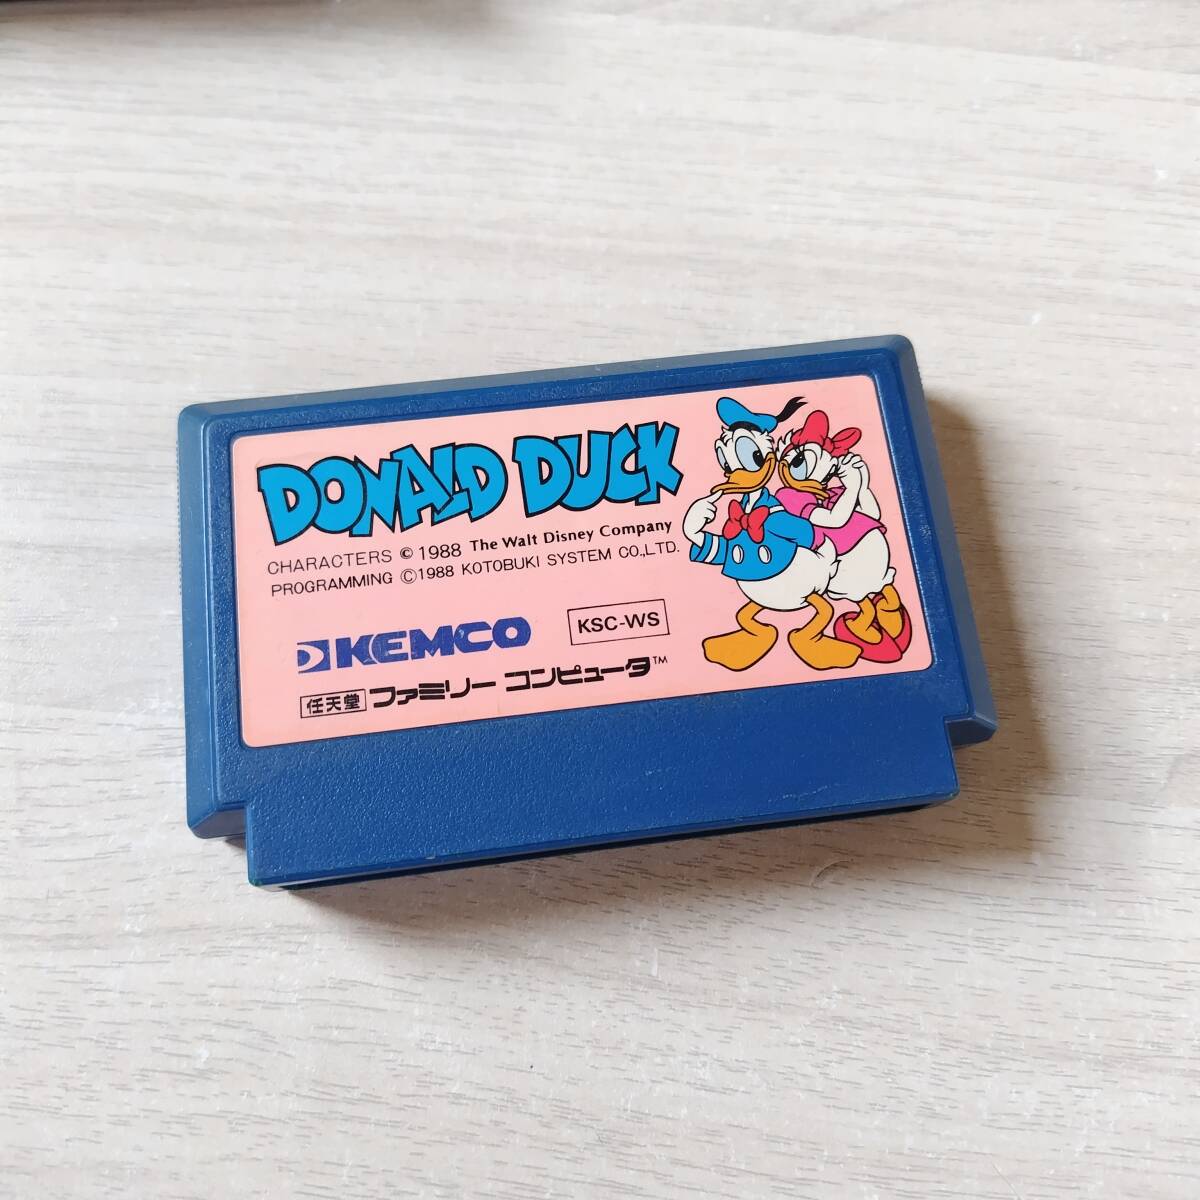 DONALD DUCK
CHARACTERS © 1988 The Walt Disney Company
PROGRAMMING ©1988 KOTOBUKI SYSTEM CO.,LTD.
KEMCO
KSC-WS
任天堂 ファミリー コンピュータ™